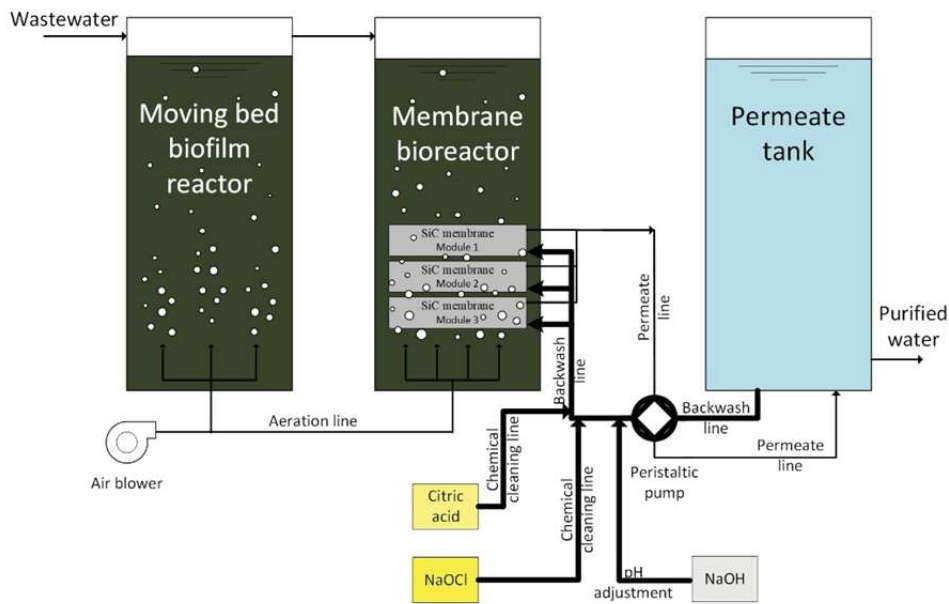 Wastewater
Moving bed
biofilm
reactor
Membrane
bioreactor
Permeate
tank
SiC membrane
Module 1
SiC membrane
Module 2
SiC membrane
Module 3
Permeate
line
Purified
water
Backwash
line
Backwash
line
Aeration line
Air blower
Peristaltic
pump
Permeate
line
Chemical
cleaning line
Citric
acid
Chemical
cleaning line
NaOCl
pH
adjustment
NaOH